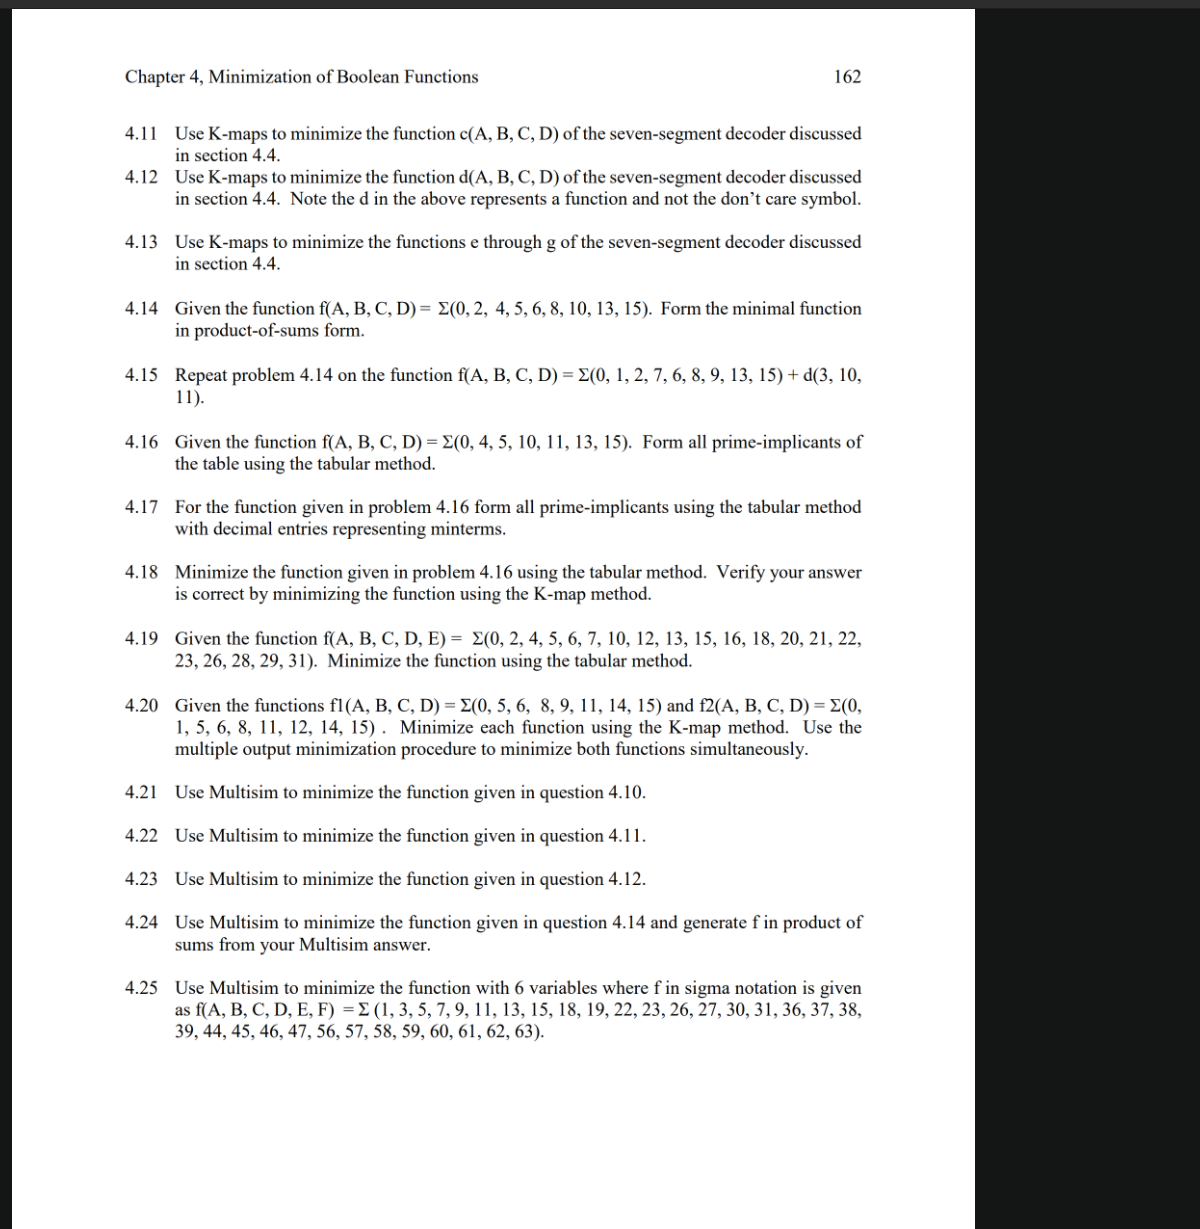 Chapter 4, Minimization of Boolean Functions 162
4.11 Use K-maps to minimize the function c(A, B, C, D) of the seven-segment decoder discussed
in section 4.4.
4.12 Use K-maps to minimize the function d(A, B, C, D) of the seven-segment decoder discussed
in section 4.4. Note the d in the above represents a function and not the don’t care symbol.
4.13 Use K-maps to minimize the functions e through g of the seven-segment decoder discussed
in section 4.4.
4.14 Given the function f(A, B, C, D) = Σ(0, 2, 4, 5, 6, 8, 10, 13, 15). Form the minimal function
in product-of-sums form.
4.15 Repeat problem 4.14 on the function f(A, B, C, D) = Σ(0, 1, 2, 7, 6, 8, 9, 13, 15) + d(3, 10,
11).
4.16 Given the function f(A, B, C, D) = Σ(0, 4, 5, 10, 11, 13, 15). Form all prime-implicants of
the table using the tabular method.
4.17 For the function given in problem 4.16 form all prime-implicants using the tabular method
with decimal entries representing minterms.
4.18 Minimize the function given in problem 4.16 using the tabular method. Verify your answer
is correct by minimizing the function using the K-map method.
4.19 Given the function f(A, B, C, D, E) = Σ(0, 2, 4, 5, 6, 7, 10, 12, 13, 15, 16, 18, 20, 21, 22,
23, 26, 28, 29, 31). Minimize the function using the tabular method.
4.20 Given the functions f1(A, B, C, D) = Σ(0, 5, 6, 8, 9, 11, 14, 15) and f2(A, B, C, D) = Σ(0,
1, 5, 6, 8, 11, 12, 14, 15) . Minimize each function using the K-map method. Use the
multiple output minimization procedure to minimize both functions simultaneously.
4.21 Use Multisim to minimize the function given in question 4.10.
4.22 Use Multisim to minimize the function given in question 4.11.
4.23 Use Multisim to minimize the function given in question 4.12.
4.24 Use Multisim to minimize the function given in question 4.14 and generate f in product of
sums from your Multisim answer.
4.25 Use Multisim to minimize the function with 6 variables where f in sigma notation is given
as f(A, B, C, D, E, F) = Σ (1, 3, 5, 7, 9, 11, 13, 15, 18, 19, 22, 23, 26, 27, 30, 31, 36, 37, 38,
39, 44, 45, 46, 47, 56, 57, 58, 59, 60, 61, 62, 63).